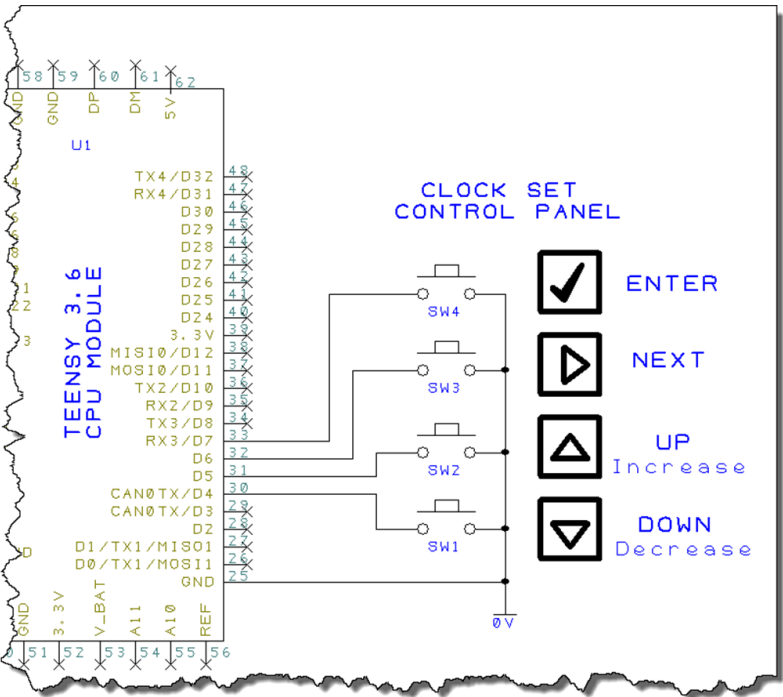 58 59 60 61 62
GND GND DP DM 5V
U1
TX4/D32 48
RX4/D31 47
D30 46
D29 45
D28 44
D27 43
D26 42
D25 41
D24 40
3.3V 39
MISI0/D12 38
MOSI0/D11 37
TX2/D10 36
RX2/D9 35
TX3/D8 34
RX3/D7 33
D6 32
D5 31
CAN0TX/D4 30
CAN0TX/D3 29
D2 28
D1/TX1/MISO1 27
D0/TX1/MOSI1 26
GND 25
TEENSY 3.6
CPU MODULE
GND 3.3V V_BAT A11 A10 REF
51 52 53 54 55 56
CLOCK SET
CONTROL PANEL
SW4
ENTER
SW3
NEXT
SW2
UP
Increase
SW1
DOWN
Decrease
0V